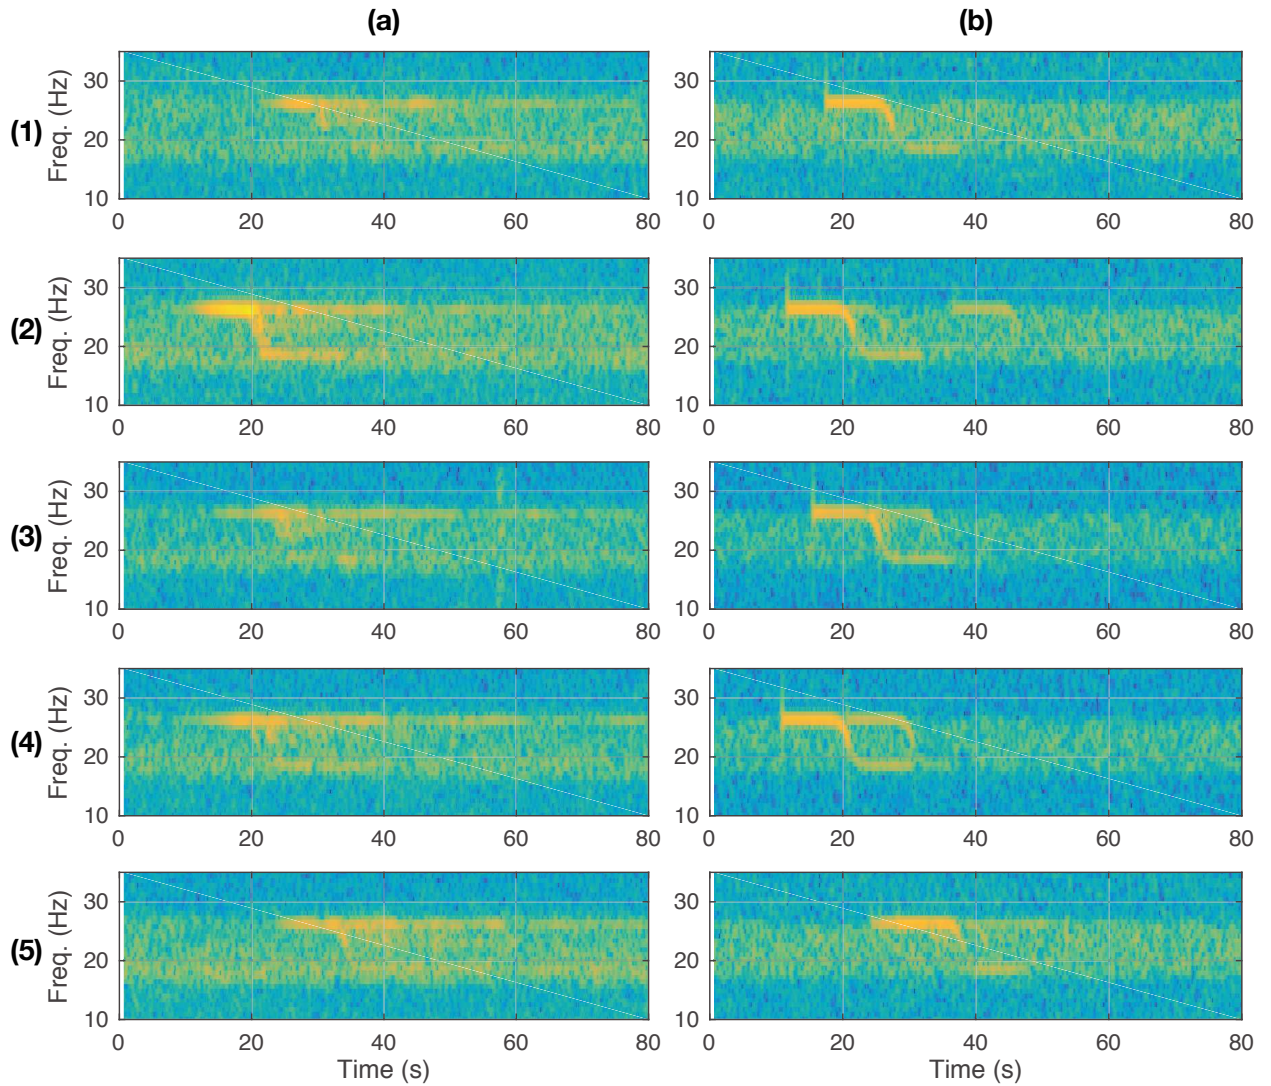 (a) (b)
(1) Freq. (Hz) 30 20 10 0 20 40 60 80 0 20 40 60 80
(2) Freq. (Hz) 30 20 10 0 20 40 60 80 30 20 10 0 20 40 60 80
(3) Freq. (Hz) 30 20 10 0 20 40 60 80 30 20 10 0 20 40 60 80
(4) Freq. (Hz) 30 20 10 0 20 40 60 80 30 20 10 0 20 40 60 80
(5) Freq. (Hz) 30 20 10 0 20 40 60 80 30 20 10 0 20 40 60 80
Time (s) Time (s)